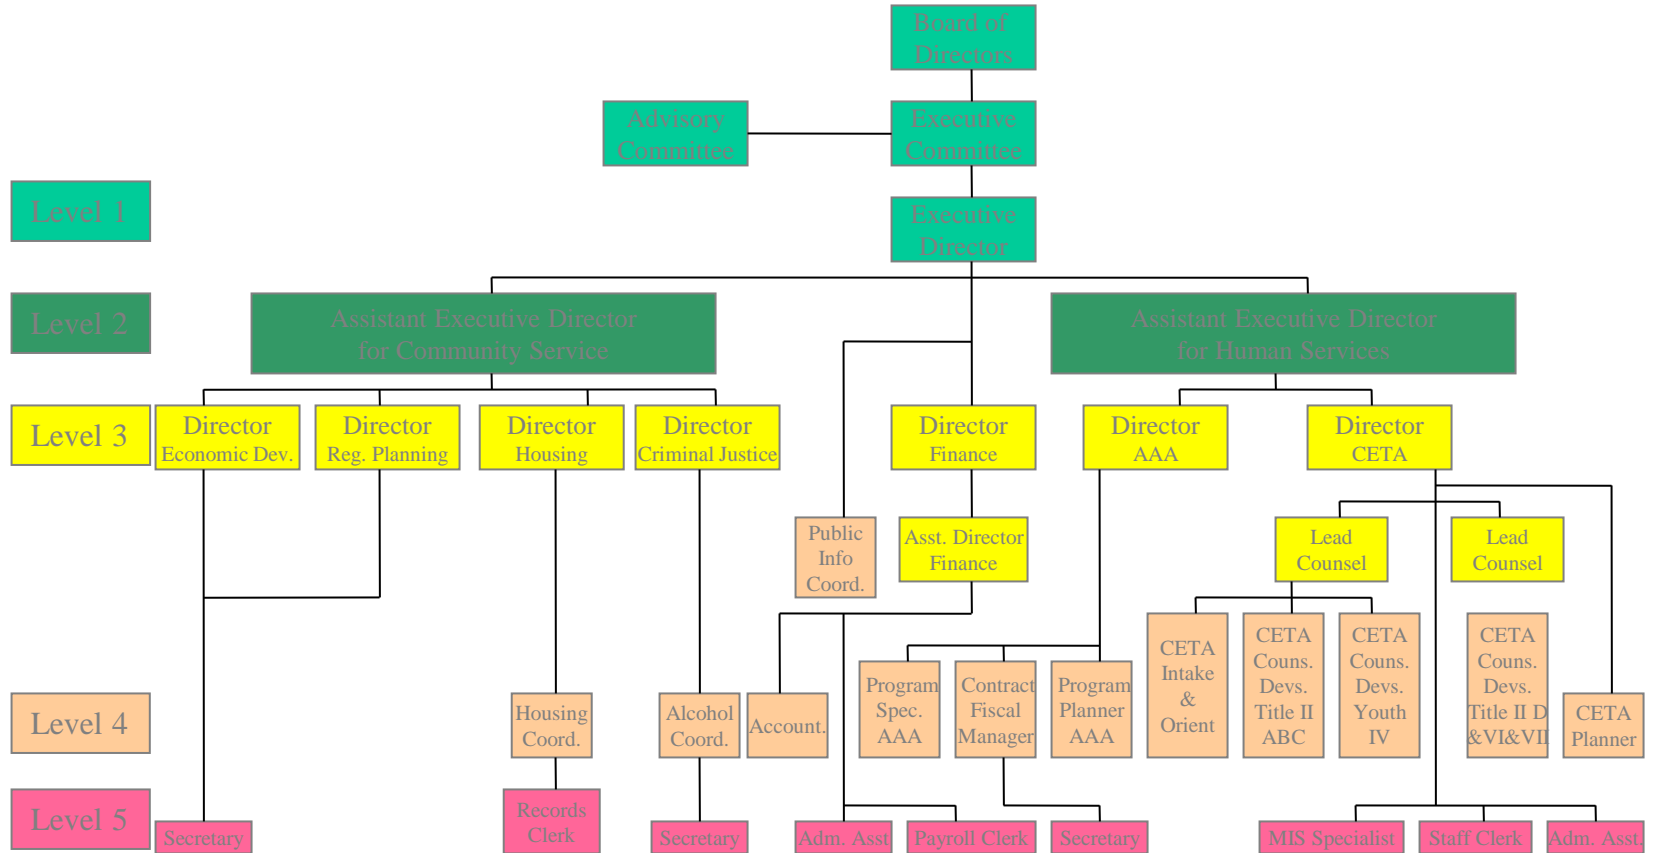 Board of
Directors
Advisory
Committee
Executive
Committee
Level 1
Executive
Director
Level 2
Assistant Executive Director
for Community Service
Assistant Executive Director
for Human Services
Level 3
Director
Economic Dev.
Director
Reg. Planning
Director
Housing
Director
Criminal Justice
Director
Finance
Director
AAA
Director
CETA
Public
Info
Coord.
Asst. Director
Finance
Lead
Counsel
Lead
Counsel
CETA
Intake
&
Orient
CETA
Couns.
Devs.
Title II
ABC
CETA
Couns.
Devs.
Youth
IV
CETA
Couns.
Devs.
Title II D
&VI&VII
Program
Spec.
AAA
Contract
Fiscal
Manager
Program
Planner
AAA
Level 4
Housing
Coord.
Alcohol
Coord.
Account.
CETA
Planner
Level 5
Secretary
Records
Clerk
Secretary
Adm. Asst
Payroll Clerk
Secretary
MIS Specialist
Staff Clerk
Adm. Asst.